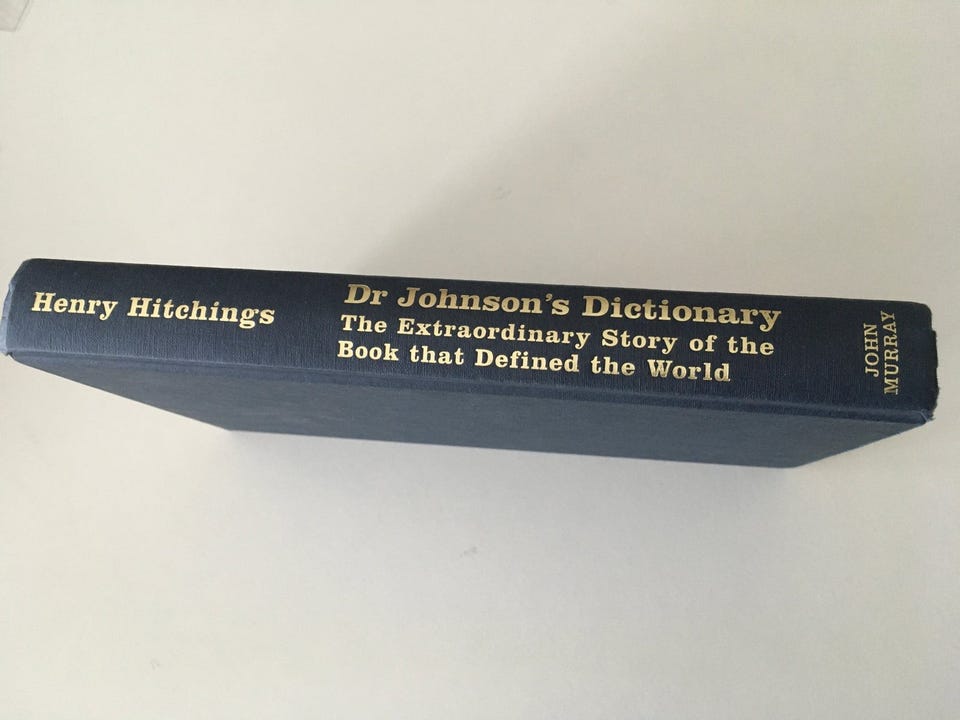 Henry Hitchings
Dr Johnson's Dictionary
The Extraordinary Story of the
Book that Defined the World
JOHN
MURRAY